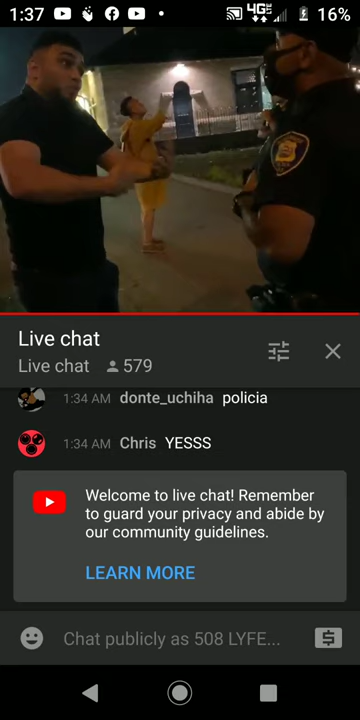 1:37
4G LTE
16%
Live chat
Live chat 579
1:34 AM donte_uchiha policia
1:34 AM Chris YESSS
Welcome to live chat! Remember
to guard your privacy and abide by
our community guidelines.
LEARN MORE
Chat publicly as 508 LYFE...